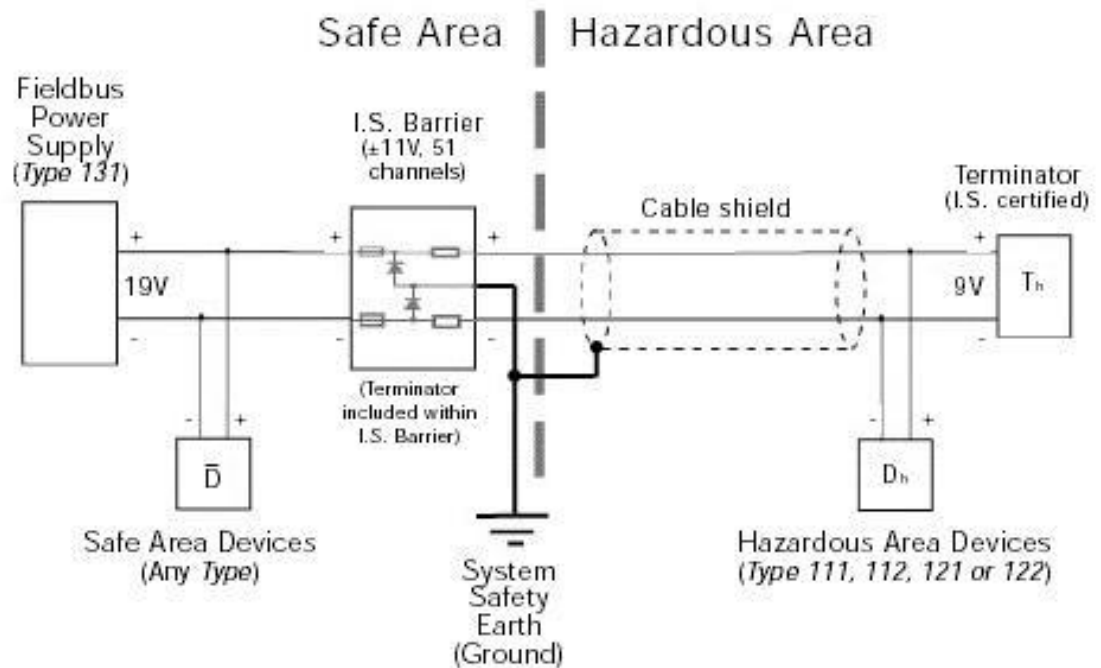 Safe Area
Hazardous Area
Fieldbus
Power
Supply
(Type 131)
I.S. Barrier
(±11V, 51
channels)
Terminator
(I.S. certified)
Cable shield
+
+
+
+
19V
9V
Th
-
-
-
-
(Terminator
included within
I.S. Barrier)
- +
- +
D̅
Dh
Safe Area Devices
(Any Type)
Hazardous Area Devices
(Type 111, 112, 121 or 122)
System
Safety
Earth
(Ground)